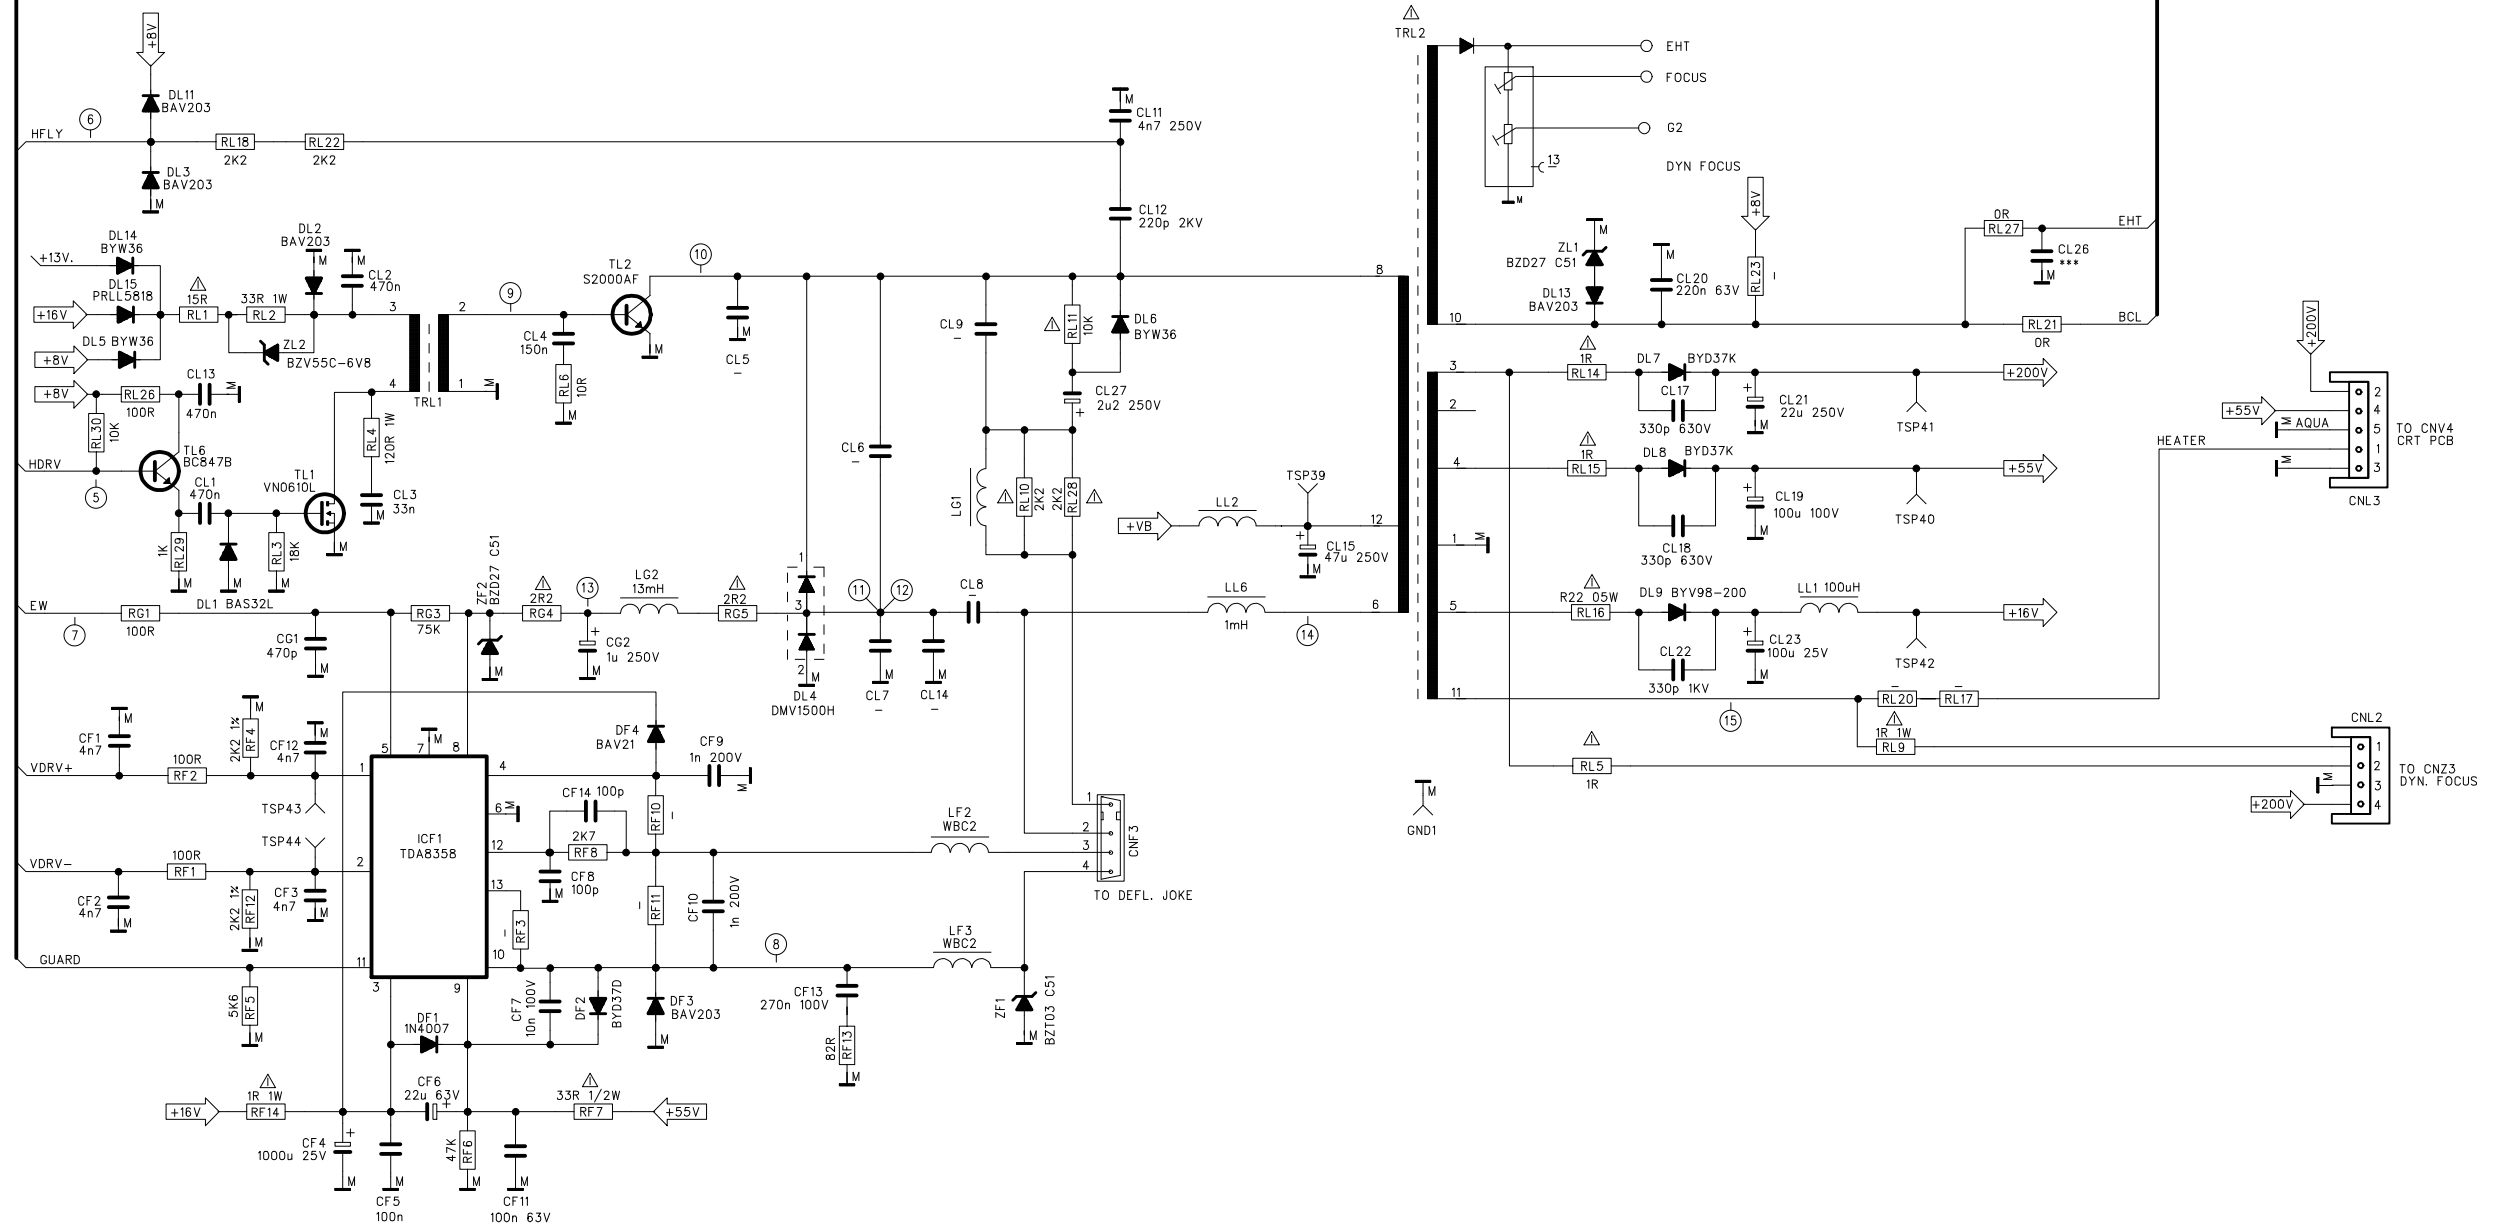 TRL2
+8V
EHT
FOCUS
G2
13
M
DYN FOCUS
DL11
BAV203
6
HFLY
RL18
2K2
RL22
2K2
M
CL11
4n7 250V
DL3
BAV203
M
CL12
220p 2KV
+13V.
DL14
BYW36
DL15
PRLL5818
+16V
DL5 BYW36
+8V
15R
RL1
33R 1W
RL2
ZL2
BZV55C-6V8
DL2
BAV203
M
M
CL2
470n
3
4
2
1
M
TRL1
9
CL4
150n
RL6
10R
M
TL2
S2000AF
M
10
M
CL5
-
CL9
-
RL11
10K
DL6
BYW36
CL27
2u2 250V
+
8
+8V
RL26
100R
CL13
470n
M
RL30
10K
HDRV
5
TL6
BC847B
CL1
470n
TL1
VN0610L
M
RL4
120R 1W
CL3
33n
M
1K
RL29
M
M
RL3
18K
M
DL1 BAS32L
CL6
-
LG1
RL10
2K2
2K2
RL28
+VB
LL2
TSP39
12
+
CL15
47u 250V
M
EW
7
RG1
100R
CG1
470p
M
RG3
75K
ZF2
BZD27 C51
M
2R2
RG4
13
+
CG2
1u 250V
M
LG2
13mH
2R2
RG5
1
3
2
M
DL4
DMV1500H
11
12
M
CL7
-
M
CL14
-
CL8
-
LL6
1mH
14
6
M
ZL1
BZD27 C51
DL13
BAV203
M
CL20
220n 63V
+8V
RL23
-
10
0R
RL27
CL26
***
M
EHT
RL21
0R
BCL
3
1R
RL14
DL7
BYD37K
CL17
330p 630V
+
CL21
22u 250V
M
TSP41
+200V
2
4
1R
RL15
DL8
BYD37K
CL18
330p 630V
+
CL19
100u 100V
M
TSP40
+55V
1
M
5
R22 05W
RL16
DL9 BYV98-200
CL22
330p 1KV
+
CL23
100u 25V
M
LL1 100uH
TSP42
+16V
11
15
-
RL20
-
RL17
1R 1W
RL9
RL5
1R
HEATER
+200V
+55V
M
AQUA
M
2
4
5
1
3
TO CNV4
CRT PCB
CNL3
CNL2
1
2
3
4
M
+200V
TO CNZ3
DYN. FOCUS
M
GND1
CF1
4n7
M
VDRV+
100R
RF2
M
2K2 1%
RF4
CF12
4n7
M
TSP43
TSP44
VDRV-
100R
RF1
CF2
4n7
M
2K2 1%
RF12
M
CF3
4n7
M
GUARD
5K6
RF5
M
5
7
M
8
1
2
11
3
9
4
6
M
12
13
10
ICF1
TDA8358
DF4
BAV21
CF9
1n 200V
M
CF14 100p
2K7
RF8
CF8
100p
M
RF10
-
RF11
-
RF3
-
CF10
1n 200V
LF2
WBC2
1
2
3
4
CNF3
TO DEFL. JOKE
8
LF3
WBC2
CF7
10n 100V
DF2
BYD37D
DF3
BAV203
M
CF13
270n 100V
82R
RF13
M
ZF1
BZT03 C51
M
DF1
1N4007
+16V
1R 1W
RF14
CF6
22u 63V
+
33R 1/2W
RF7
+55V
+
CF4
1000u 25V
M
M
CF5
100n
47K
RF6
M
M
CF11
100n 63V